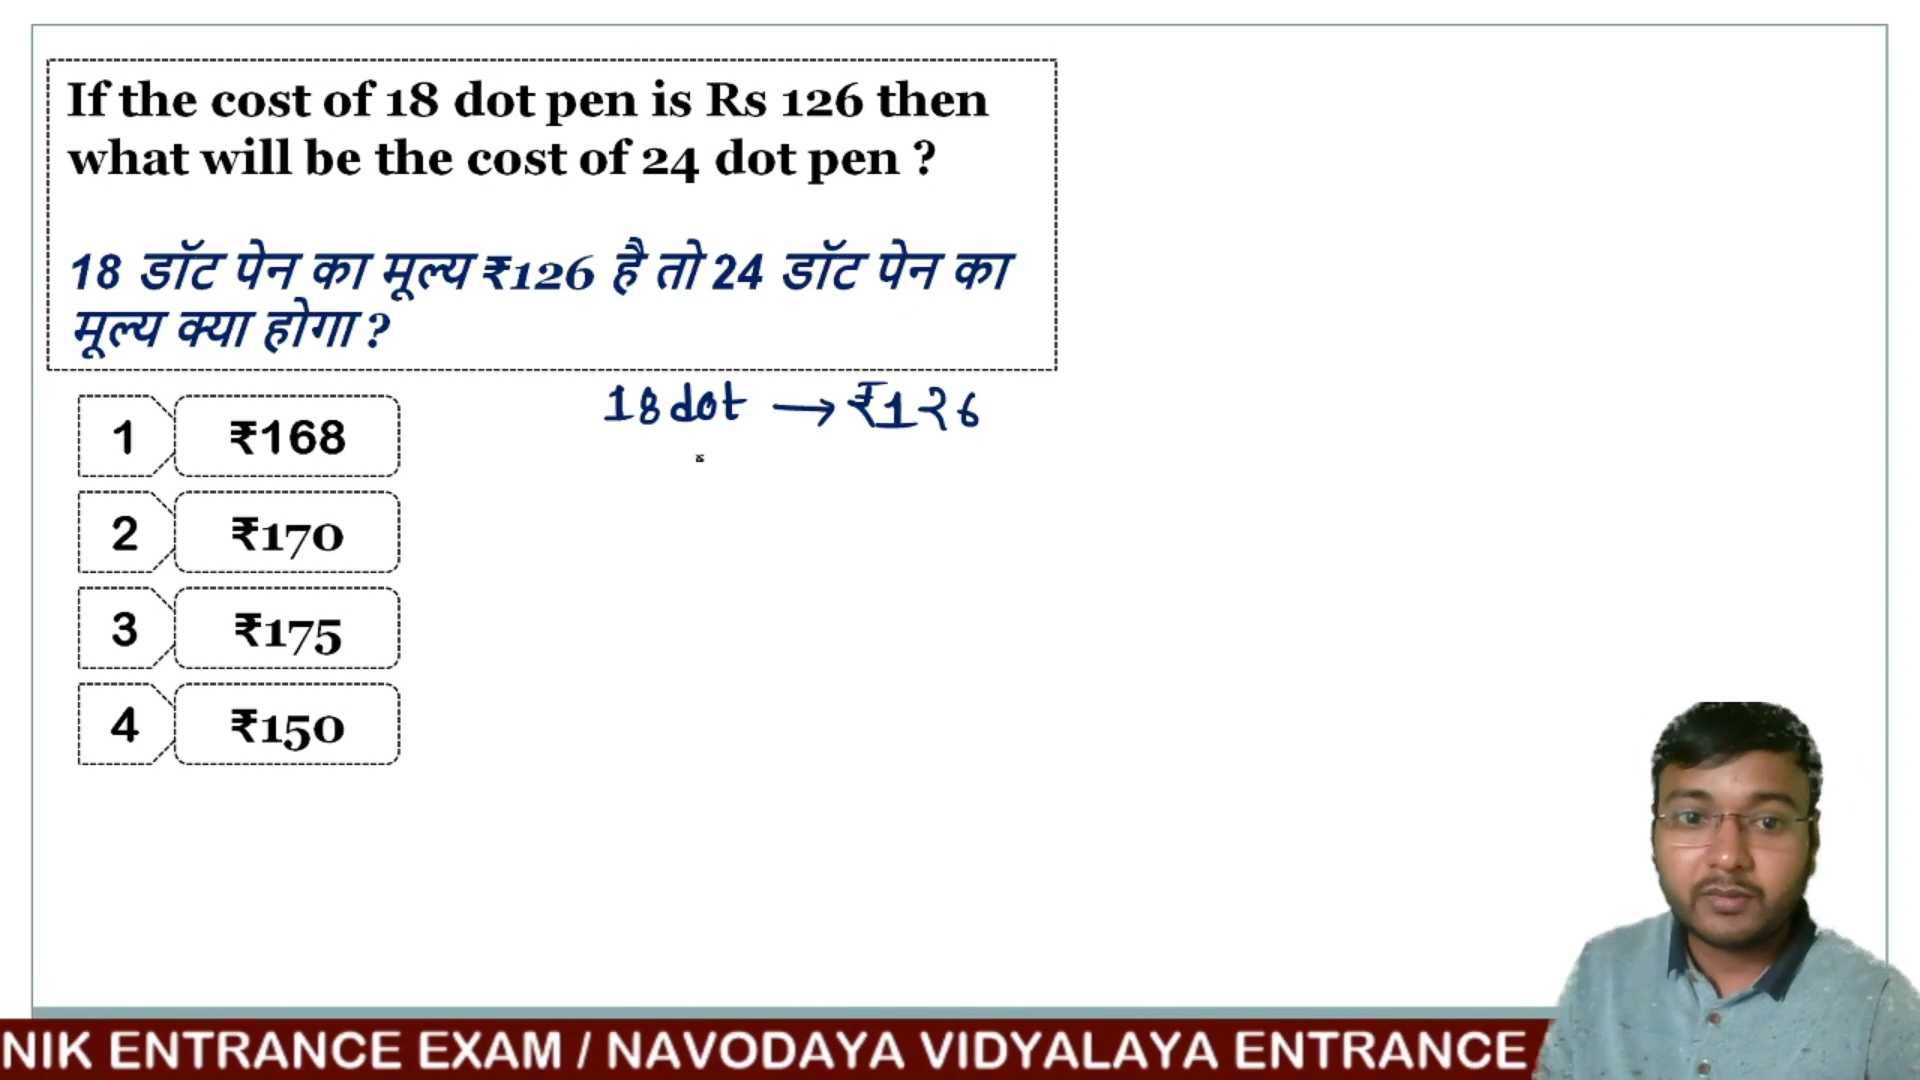 If the cost of 18 dot pen is Rs 126 then
what will be the cost of 24 dot pen ?
18 डॉट पेन का मूल्य ₹126 है तो 24 डॉट पेन का
मूल्य क्या होगा ?
18 dot → ₹126
1 ₹168
2 ₹170
3 ₹175
4 ₹150
NIK ENTRANCE EXAM / NAVODAYA VIDYALAYA ENTRANCE